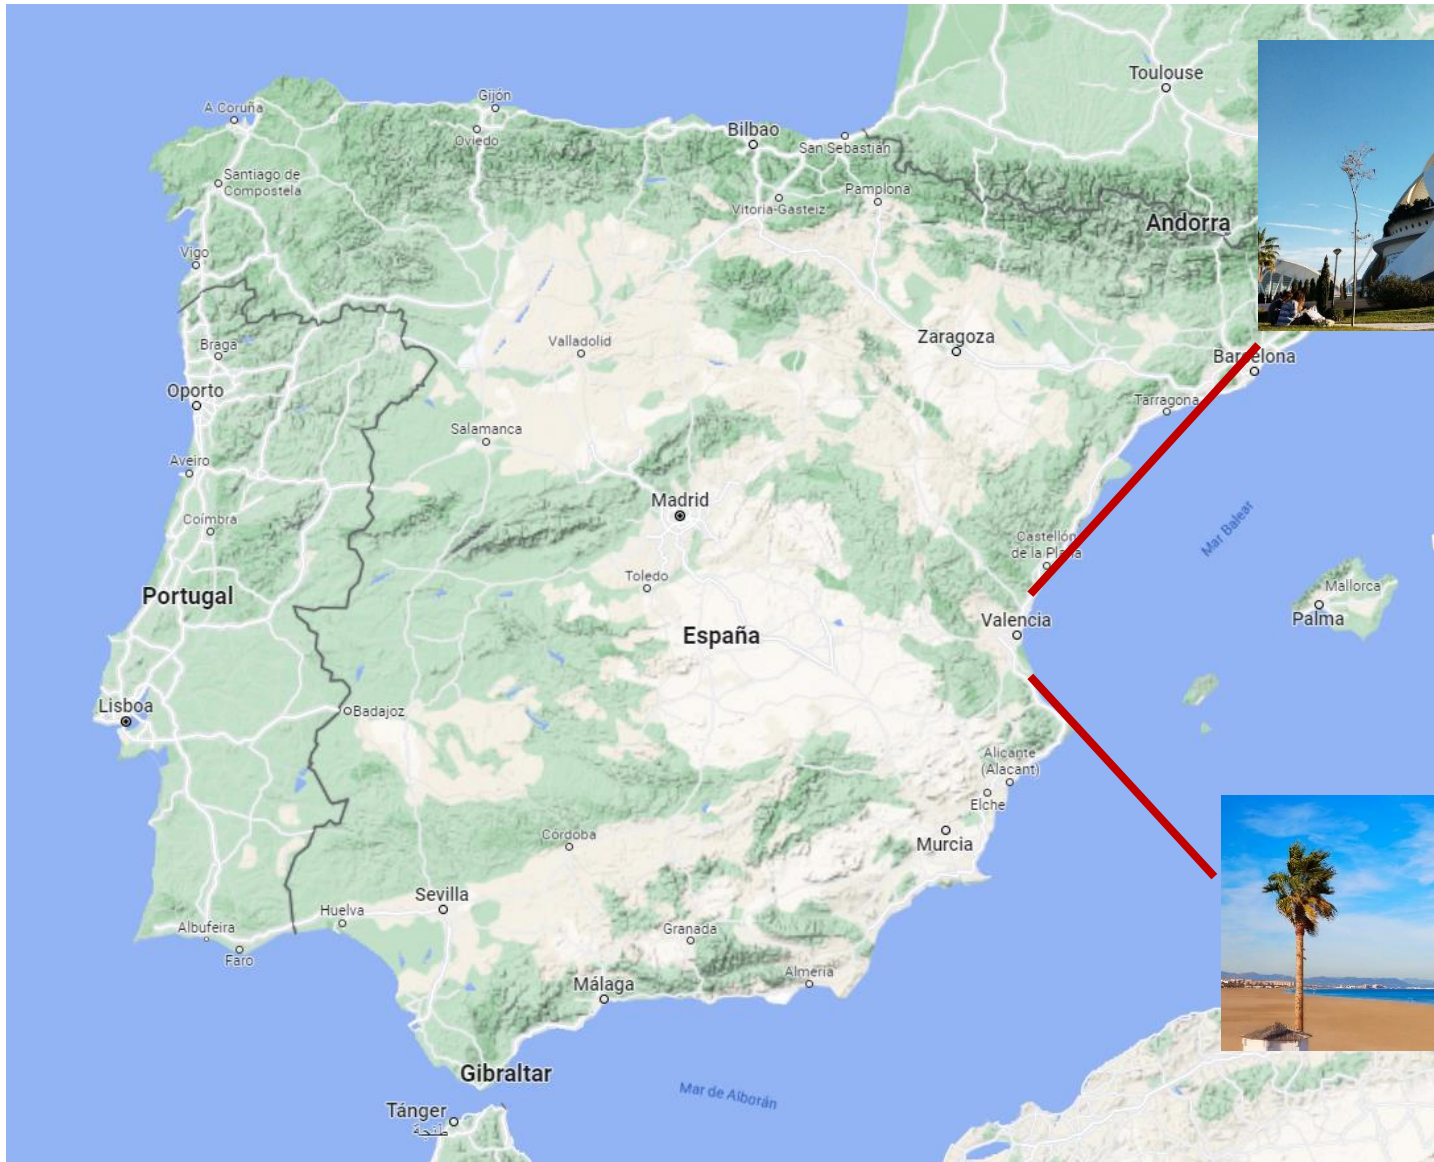 Toulouse
Gijón
A Coruña
Oviedo
Bilbao
San Sebastián
Santiago de
Compostela
Vitoria-Gasteiz
Pamplona
Andorra
Vigo
Braga
Valladolid
Zaragoza
Barcelona
Oporto
Tarragona
Salamanca
Aveiro
Madrid
Coímbra
Castellón
de la Plana
Mar Balear
Toledo
Mallorca
Palma
Portugal
España
Valencia
Lisboa
Badajoz
Alicante
(Alacant)
Elche
Córdoba
Murcia
Sevilla
Huelva
Albufeira
Faro
Granada
Almería
Málaga
Gibraltar
Mar de Alborán
Tánger
طنجة